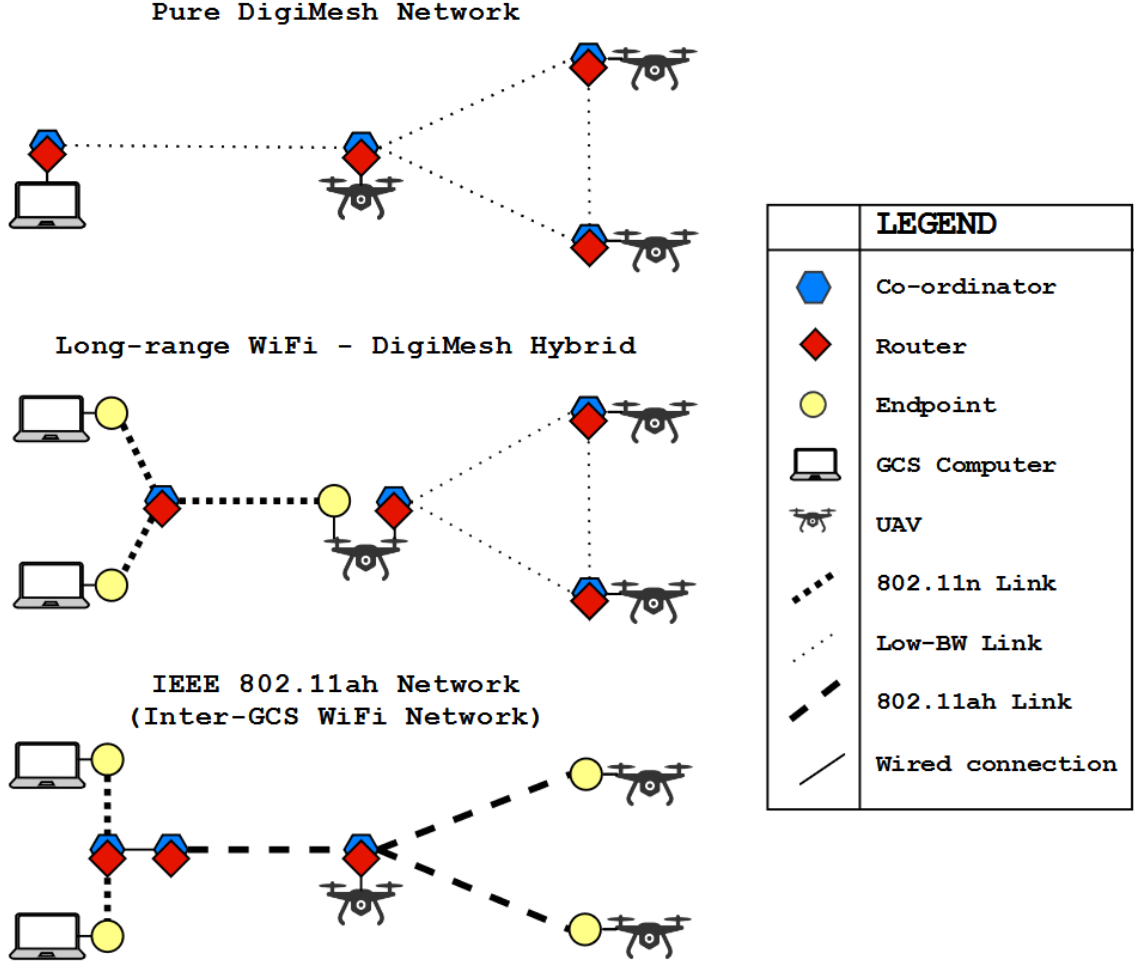 Pure DigiMesh Network
Long-range WiFi - DigiMesh Hybrid
IEEE 802.11ah Network
(Inter-GCS WiFi Network)
LEGEND
Co-ordinator
Router
Endpoint
GCS Computer
UAV
802.11n Link
Low-BW Link
802.11ah Link
Wired connection